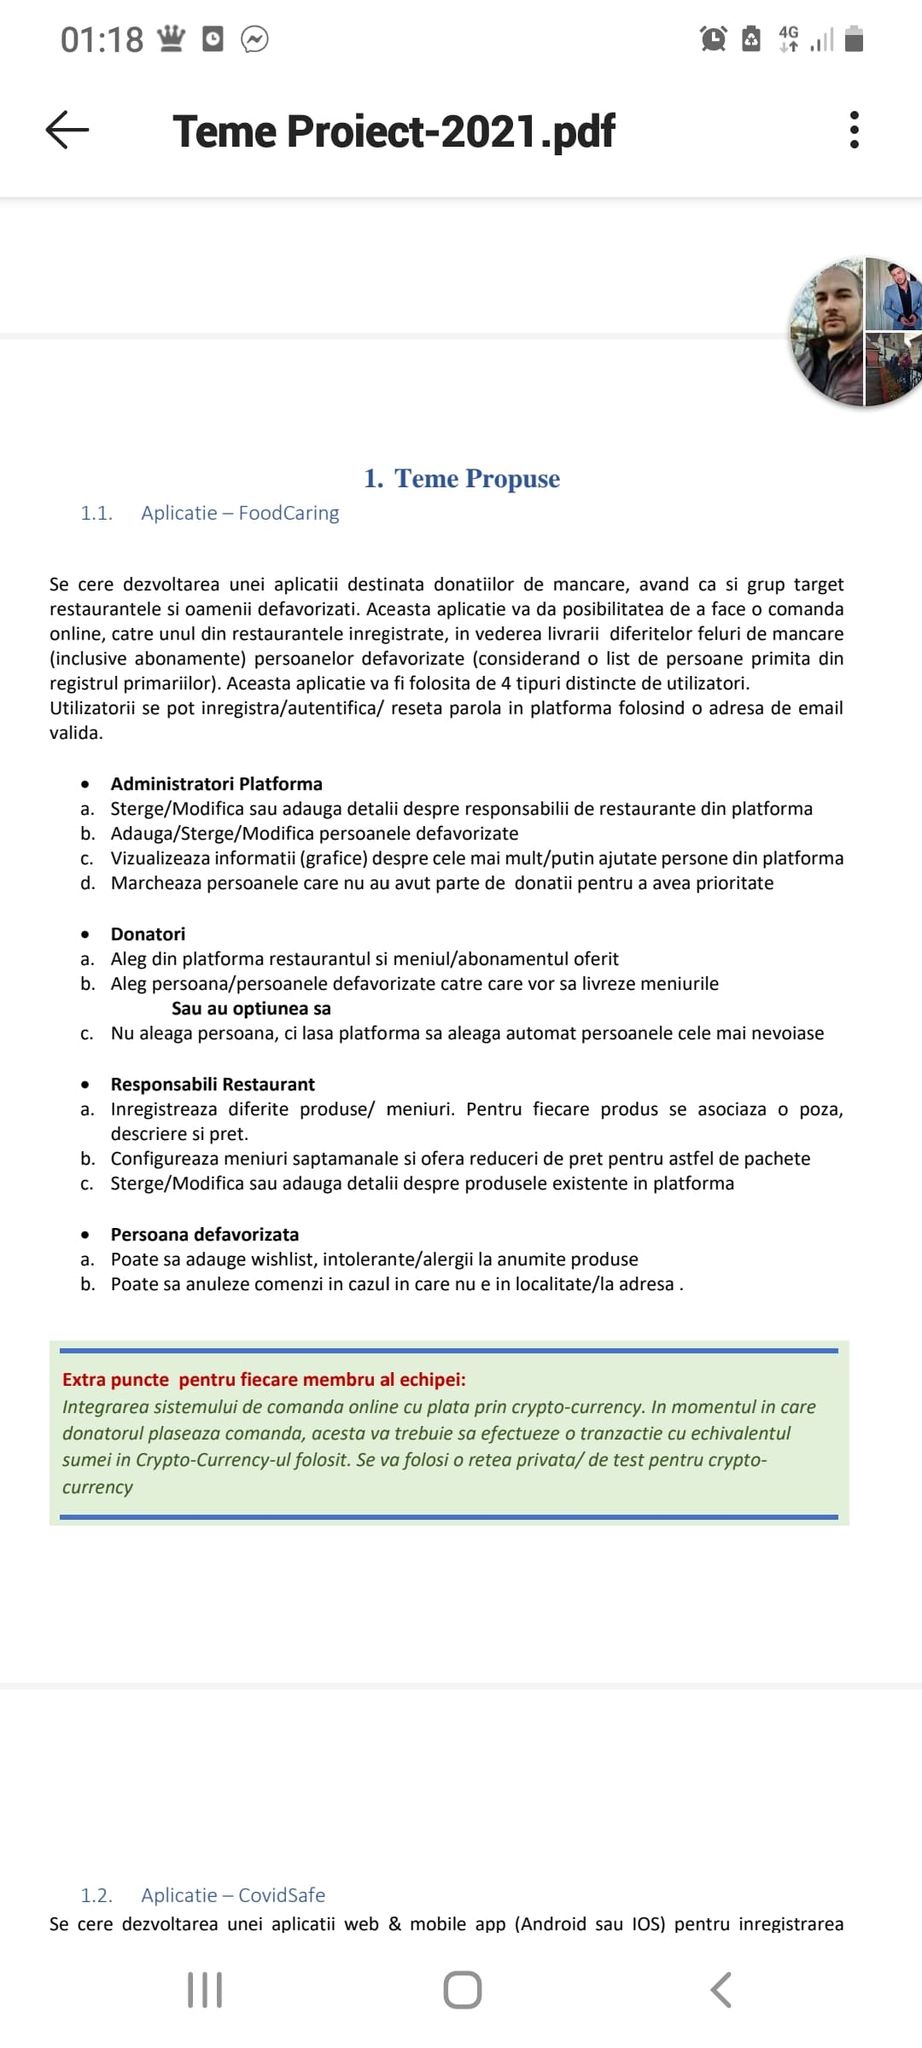 01:18
4G
Teme Proiect-2021.pdf
1. Teme Propuse
1.1. Aplicatie – FoodCaring
Se cere dezvoltarea unei aplicatii destinata donatiilor de mancare, avand ca si grup target
restaurantele si oamenii defavorizati. Aceasta aplicatie va da posibilitatea de a face o comanda
online, catre unul din restaurantele inregistrate, in vederea livrarii diferitelor feluri de mancare
(inclusive abonamente) persoanelor defavorizate (considerand o list de persoane primita din
registrul primariilor). Aceasta aplicatie va fi folosita de 4 tipuri distincte de utilizatori.
Utilizatorii se pot inregistra/autentifica/ reseta parola in platforma folosind o adresa de email
valida.
• Administratori Platforma
a. Sterge/Modifica sau adauga detalii despre responsabilii de restaurante din platforma
b. Adauga/Sterge/Modifica persoanele defavorizate
c. Vizualizeaza informatii (grafice) despre cele mai mult/putin ajutate persone din platforma
d. Marcheaza persoanele care nu au avut parte de donatii pentru a avea prioritate
• Donatori
a. Aleg din platforma restaurantul si meniul/abonamentul oferit
b. Aleg persoana/persoanele defavorizate catre care vor sa livreze meniurile
Sau au optiunea sa
c. Nu aleaga persoana, ci lasa platforma sa aleaga automat persoanele cele mai nevoiase
• Responsabili Restaurant
a. Inregistreaza diferite produse/ meniuri. Pentru fiecare produs se asociaza o poza,
descriere si pret.
b. Configureaza meniuri saptamanale si ofera reduceri de pret pentru astfel de pachete
c. Sterge/Modifica sau adauga detalii despre produsele existente in platforma
• Persoana defavorizata
a. Poate sa adauge wishlist, intolerante/alergii la anumite produse
b. Poate sa anuleze comenzi in cazul in care nu e in localitate/la adresa .
Extra puncte pentru fiecare membru al echipei:
Integrarea sistemului de comanda online cu plata prin crypto-currency. In momentul in care
donatorul plaseaza comanda, acesta va trebuie sa efectueze o tranzactie cu echivalentul
sumei in Crypto-Currency-ul folosit. Se va folosi o retea privata/ de test pentru crypto-
currency
1.2. Aplicatie – CovidSafe
Se cere dezvoltarea unei aplicatii web & mobile app (Android sau IOS) pentru inregistrarea